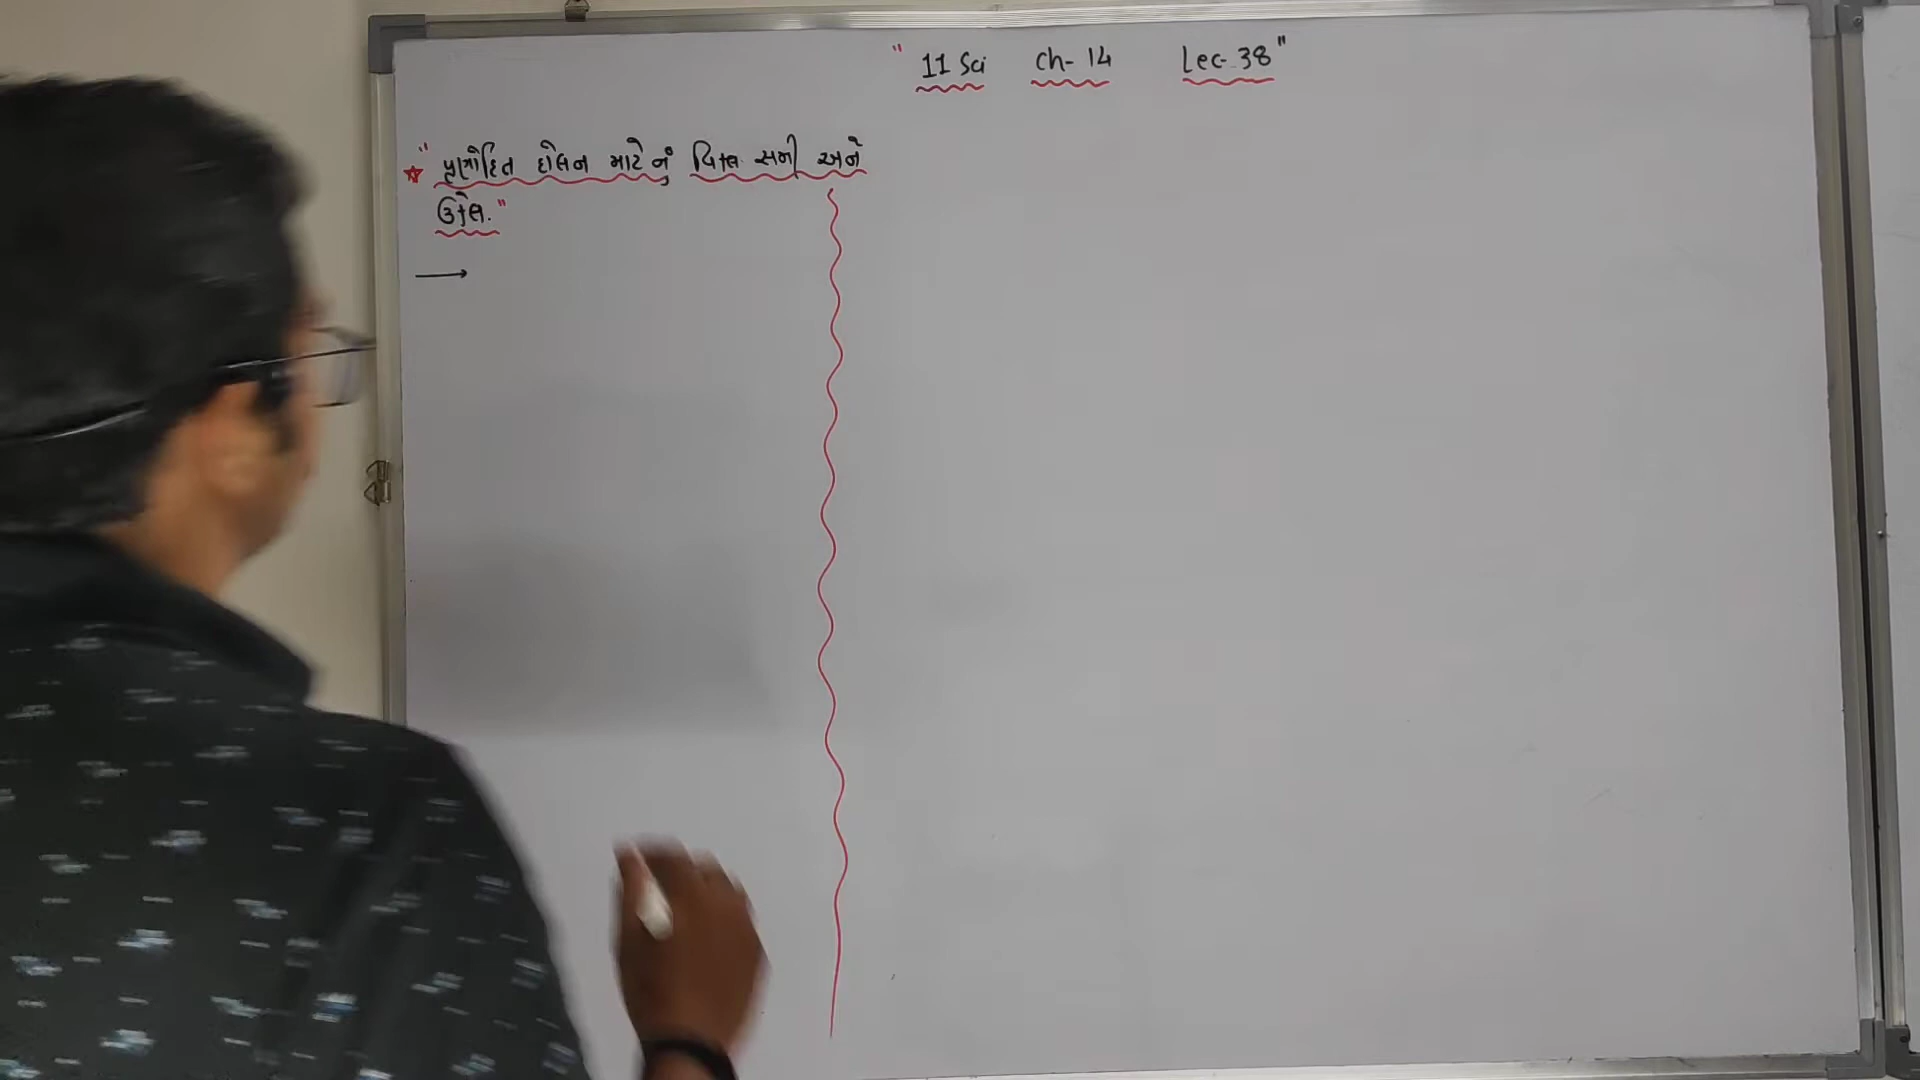 " 11 Sci Ch- 14 Lec- 38 "
" પ્રણોદિત દોલન માટે નું વિકલ સમી અને
ઉકેલ. "